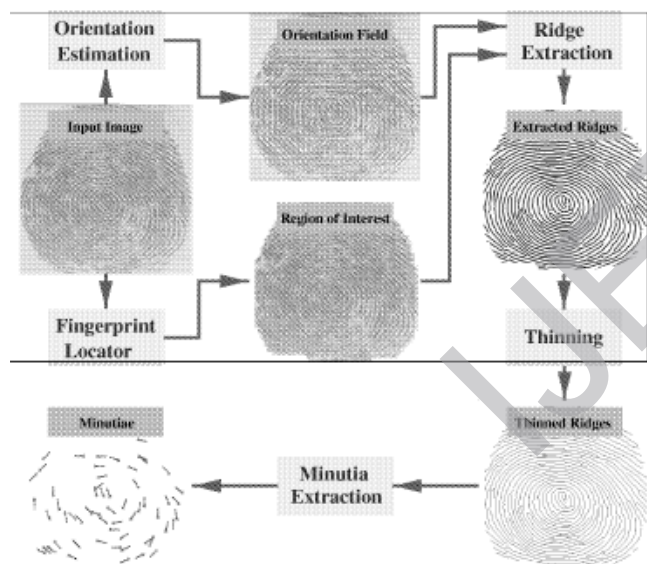 Orientation
Estimation
Orientation Field
Ridge
Extraction
Input Image
Extracted Ridges
Region of Interest
Fingerprint
Locator
Thinning
Minutiae
Thinned Ridges
Minutia
Extraction